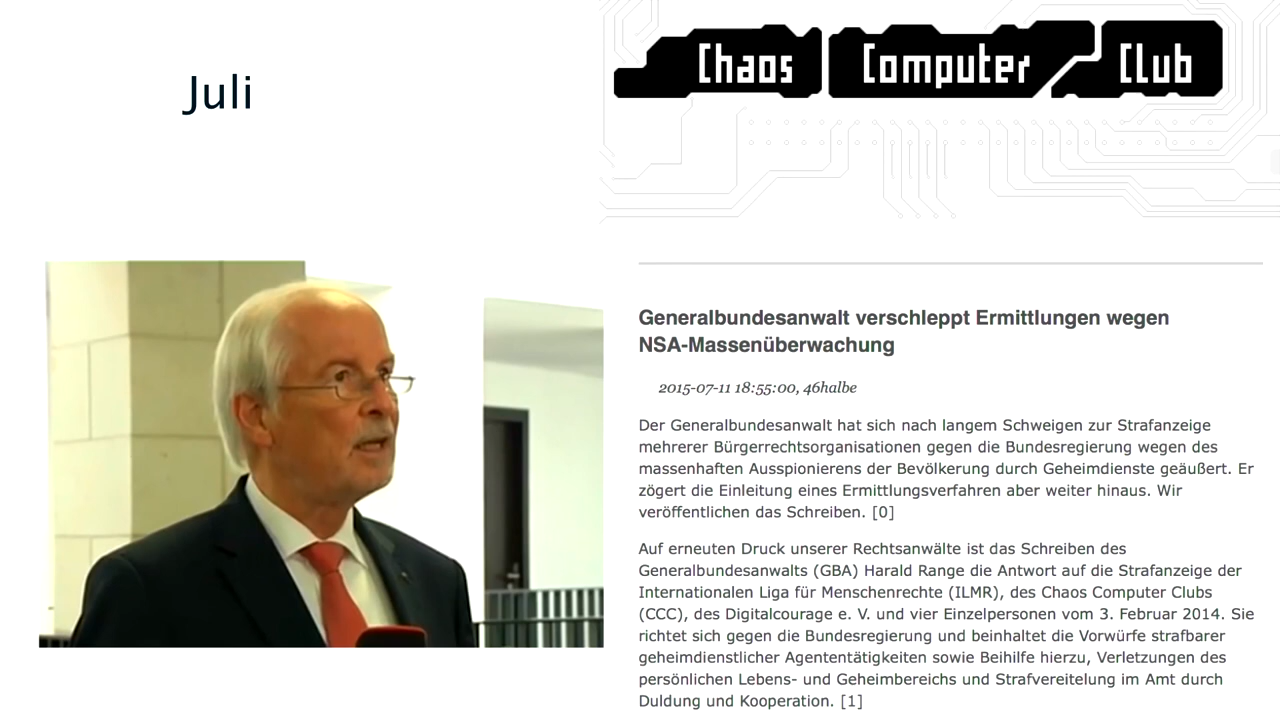 Juli
Chaos Computer Club
Generalbundesanwalt verschleppt Ermittlungen wegen
NSA-Massenüberwachung
2015-07-11 18:55:00, 46halbe
Der Generalbundesanwalt hat sich nach langem Schweigen zur Strafanzeige
mehrerer Bürgerrechtsorganisationen gegen die Bundesregierung wegen des
massenhaften Ausspionierens der Bevölkerung durch Geheimdienste geäußert. Er
zögert die Einleitung eines Ermittlungsverfahren aber weiter hinaus. Wir
veröffentlichen das Schreiben. [0]
Auf erneuten Druck unserer Rechtsanwälte ist das Schreiben des
Generalbundesanwalts (GBA) Harald Range die Antwort auf die Strafanzeige der
Internationalen Liga für Menschenrechte (ILMR), des Chaos Computer Clubs
(CCC), des Digitalcourage e. V. und vier Einzelpersonen vom 3. Februar 2014. Sie
richtet sich gegen die Bundesregierung und beinhaltet die Vorwürfe strafbarer
geheimdienstlicher Agententätigkeiten sowie Beihilfe hierzu, Verletzungen des
persönlichen Lebens- und Geheimbereichs und Strafvereitelung im Amt durch
Duldung und Kooperation. [1]